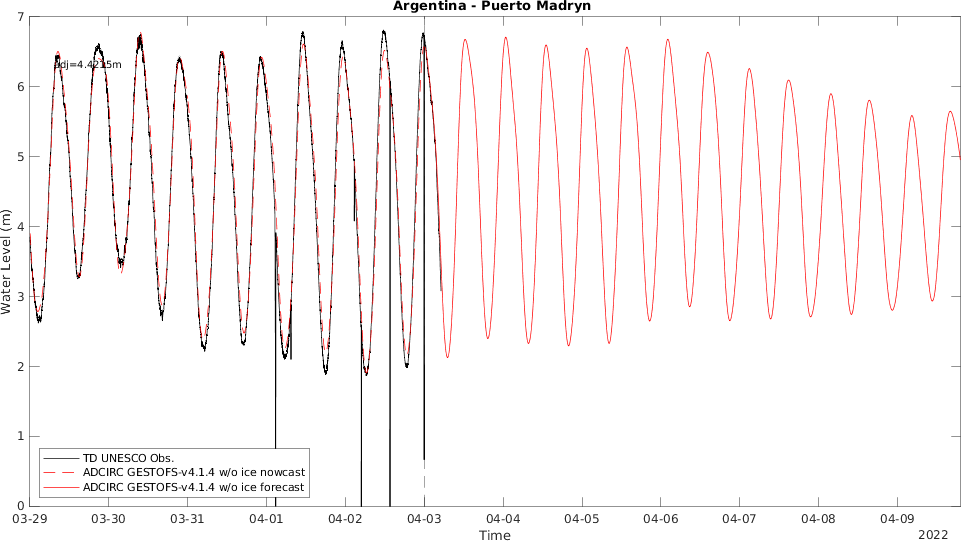 Argentina - Puerto Madryn
7
6
5
4
3
2
1
0
Water Level (m)
adj=4.4215m
TD UNESCO Obs.
ADCIRC GESTOFS-v4.1.4 w/o ice nowcast
ADCIRC GESTOFS-v4.1.4 w/o ice forecast
03-29 03-30 03-31 04-01 04-02 04-03 04-04 04-05 04-06 04-07 04-08 04-09
Time
2022